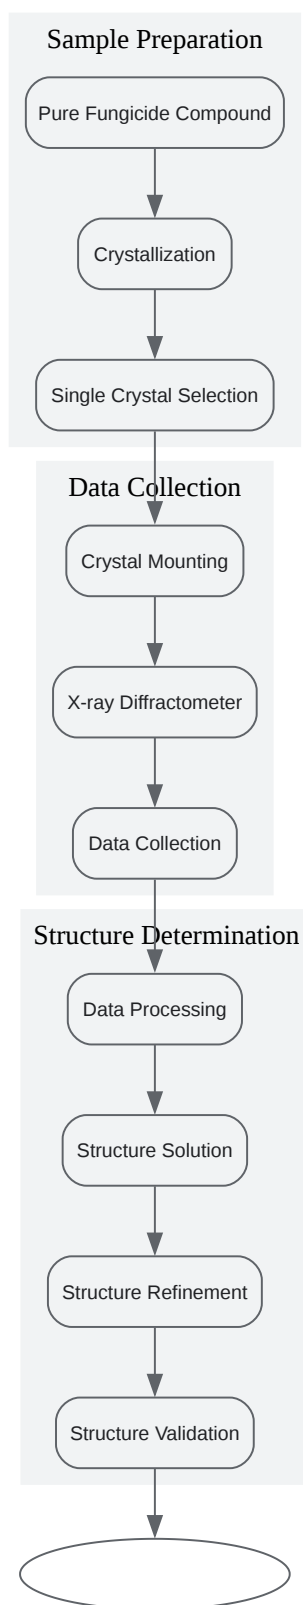 Sample Preparation
Pure Fungicide Compound
Crystallization
Single Crystal Selection
Data Collection
Crystal Mounting
X-ray Diffractometer
Data Collection
Structure Determination
Data Processing
Structure Solution
Structure Refinement
Structure Validation